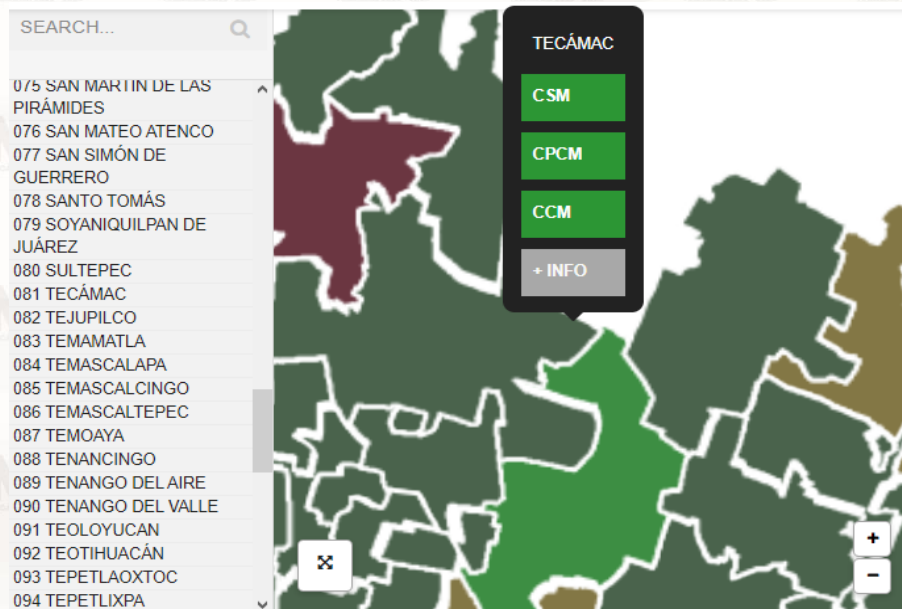 SEARCH...
075 SAN MARTÍN DE LAS
PIRÁMIDES
076 SAN MATEO ATENCO
077 SAN SIMÓN DE
GUERRERO
078 SANTO TOMÁS
079 SOYANIQUILPAN DE
JUÁREZ
080 SULTEPEC
081 TECÁMAC
082 TEJUPILCO
083 TEMAMATLA
084 TEMASCALAPA
085 TEMASCALCINGO
086 TEMASCALTEPEC
087 TEMOAYA
088 TENANCINGO
089 TENANGO DEL AIRE
090 TENANGO DEL VALLE
091 TEOLOYUCAN
092 TEOTIHUACÁN
093 TEPETLAOXTOC
094 TEPETLIXPA
TECÁMAC
CSM
CPCM
CCM
+ INFO
+
−